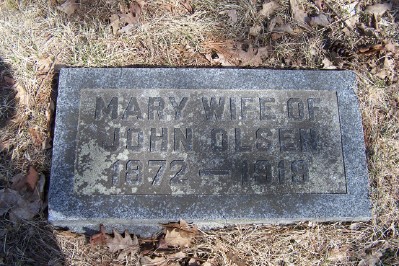 MARY WIFE OF
JOHN OLSEN
1872 — 1918